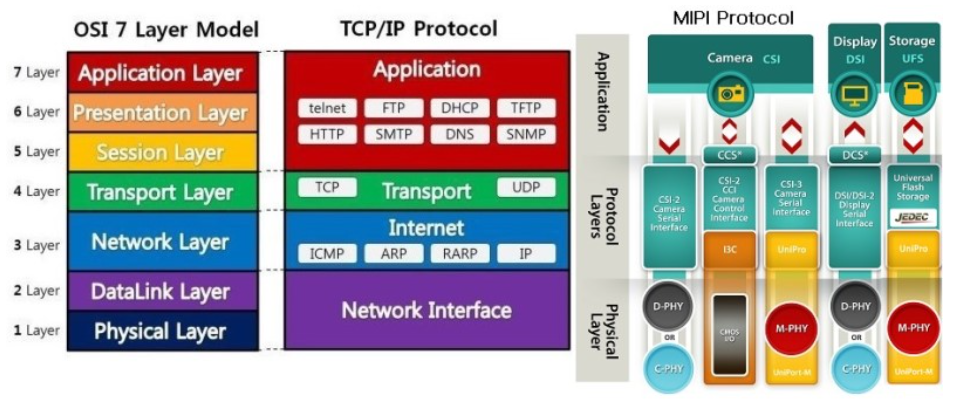 OSI 7 Layer Model
7 Layer
Application Layer
6 Layer
Presentation Layer
5 Layer
Session Layer
4 Layer
Transport Layer
3 Layer
Network Layer
2 Layer
DataLink Layer
1 Layer
Physical Layer
TCP/IP Protocol
Application
telnet FTP DHCP TFTP
HTTP SMTP DNS SNMP
TCP Transport UDP
Internet
ICMP ARP RARP IP
Network Interface
MIPI Protocol
Application
Protocol
Layers
Physical
Layer
Camera CSI
Display
DSI
Storage
UFS
CCS*
DCS*
CSI-2
Camera
Serial
Interface
CSI-2
CCI
Camera
Control
Interface
CSI-3
Camera
Serial
Interface
DSI/DSI-2
Display
Serial
Interface
Universal
Flash
Storage
JEDEC
I3C
UniPro
UniPro
D-PHY
OR
C-PHY
CMOS
I/O
M-PHY
UniPort-M
D-PHY
OR
C-PHY
M-PHY
UniPort-M